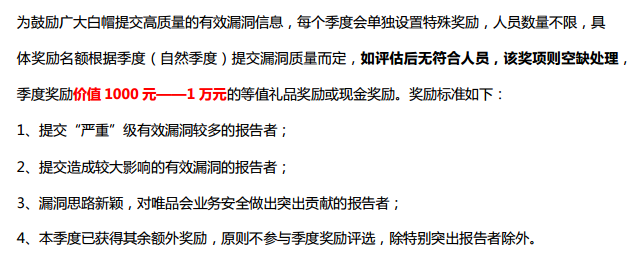 为鼓励广大白帽提交高质量的有效漏洞信息，每个季度会单独设置特殊奖励，人员数量不限，具
体奖励名额根据季度（自然季度）提交漏洞质量而定，如评估后无符合人员，该奖项则空缺处理，
季度奖励价值 1000 元——1 万元的等值礼品奖励或现金奖励。奖励标准如下：
1、提交“严重”级有效漏洞较多的报告者；
2、提交造成较大影响的有效漏洞的报告者；
3、漏洞思路新颖，对唯品会业务安全做出突出贡献的报告者；
4、本季度已获得其余额外奖励，原则不参与季度奖励评选，除特别突出报告者除外。